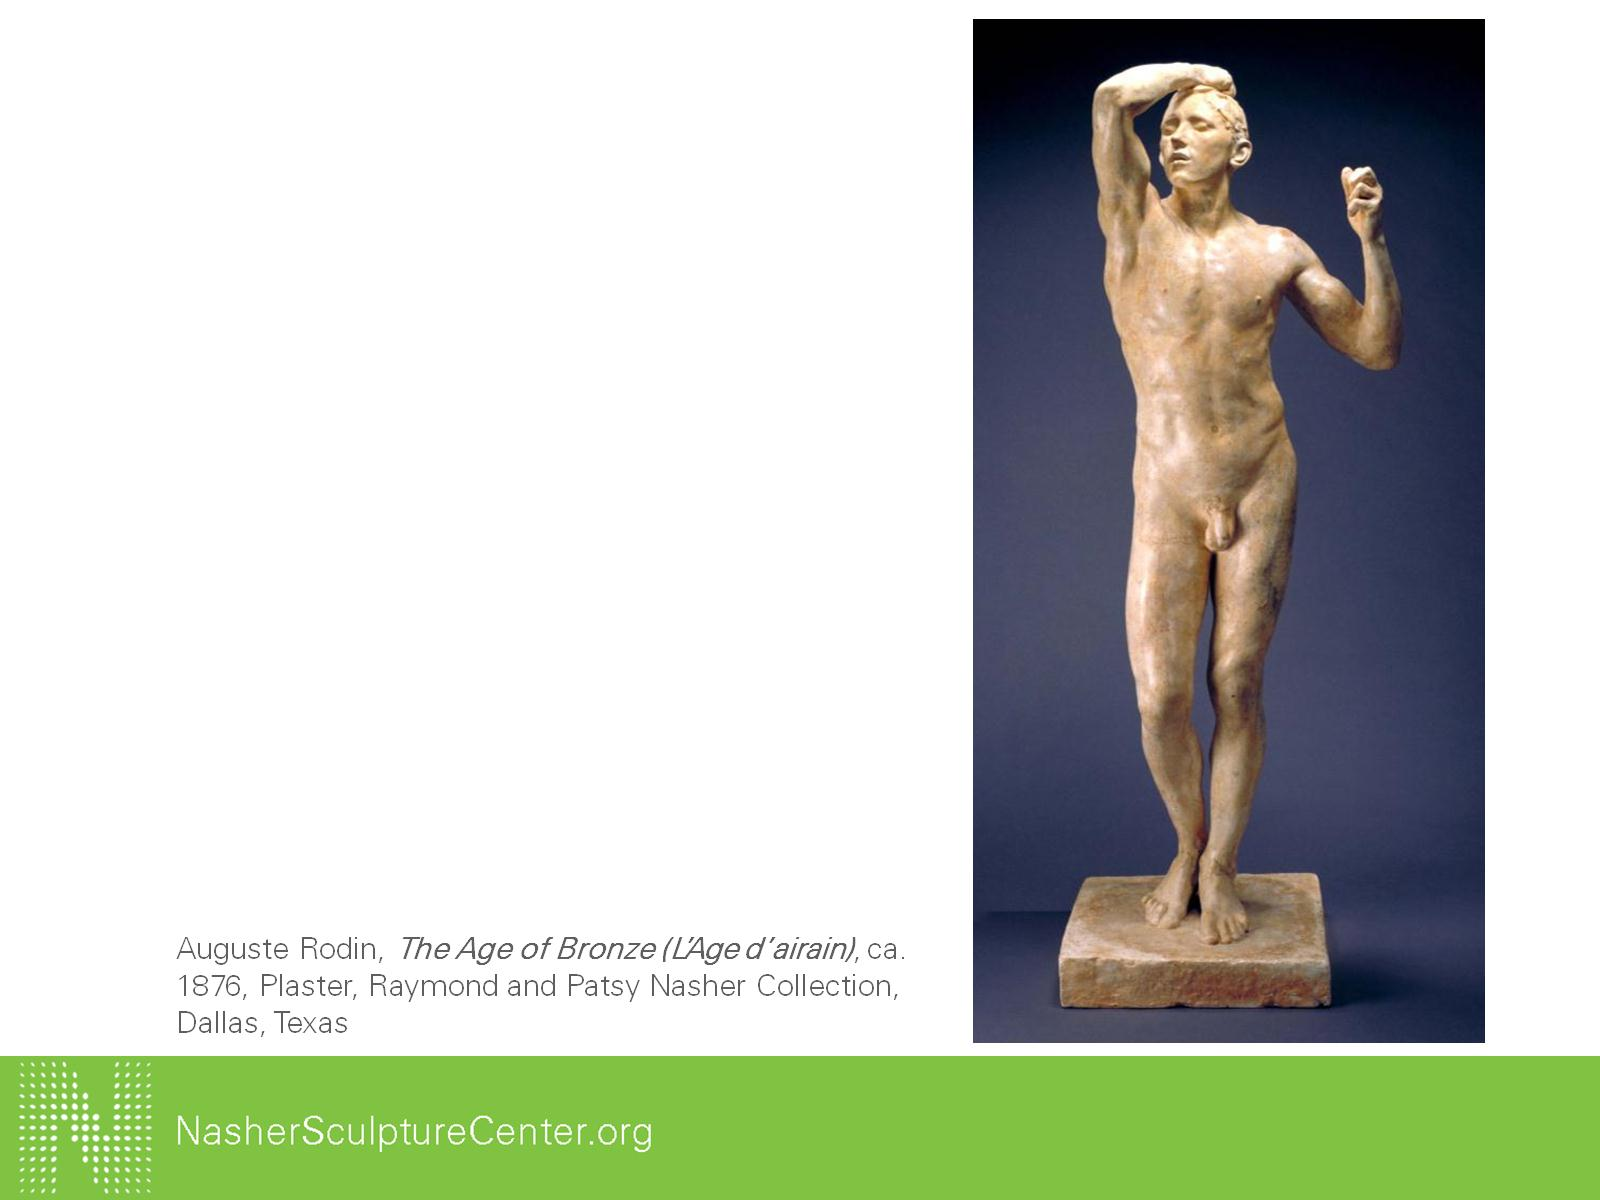 Auguste Rodin, The Age of Bronze (L'Age d'airain), ca.
1876, Plaster, Raymond and Patsy Nasher Collection,
Dallas, Texas
NasherSculptureCenter.org